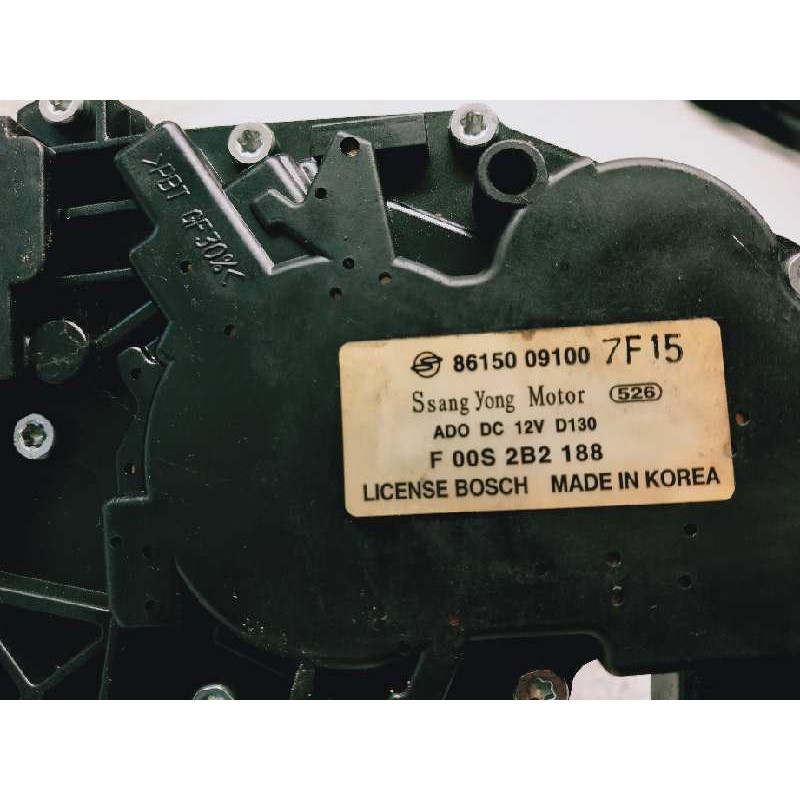 >PBT GF30%<
86150 09100 7F15
Ssang Yong Motor 526
ADO DC 12V D130
F 00S 2B2 188
LICENSE BOSCH MADE IN KOREA